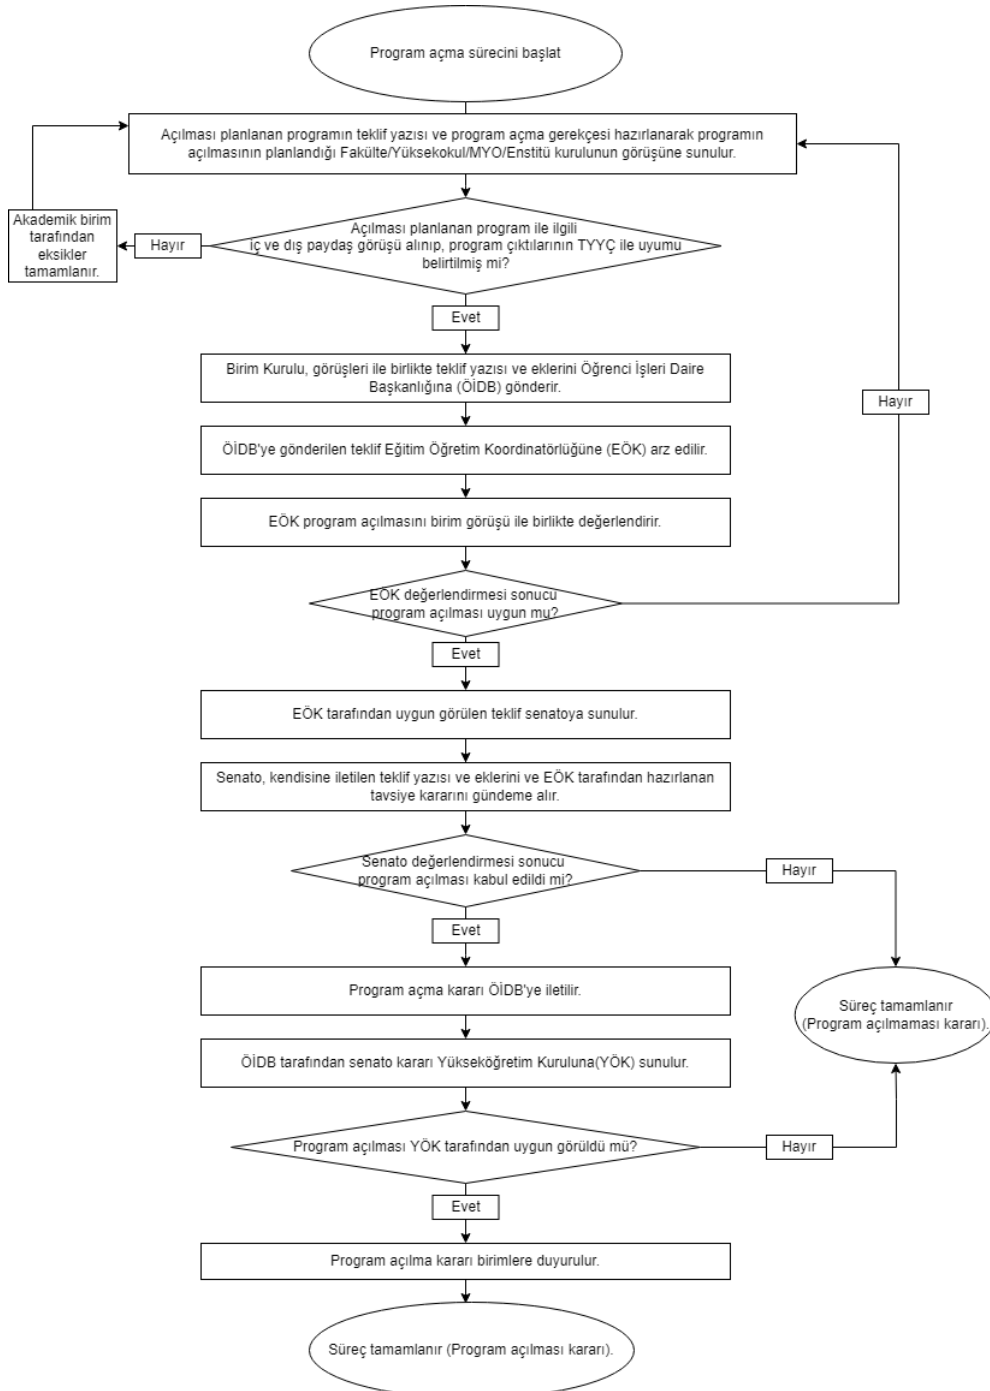 Program açma sürecini başlat
Açılması planlanan programın teklif yazısı ve program açma gerekçesi hazırlanarak programın
açılmasının planlandığı Fakülte/Yüksekokul/MYO/Enstitü kurulunun görüşüne sunulur.
Akademik birim
tarafından
eksikler
tamamlanır.
Hayır
Açılması planlanan program ile ilgili
iç ve dış paydaş görüşü alınıp, program çıktılarının TYYÇ ile uyumu
belirtilmiş mi?
Evet
Birim Kurulu, görüşleri ile birlikte teklif yazısı ve eklerini Öğrenci İşleri Daire
Başkanlığına (ÖİDB) gönderir.
Hayır
ÖİDB'ye gönderilen teklif Eğitim Öğretim Koordinatörlüğüne (EÖK) arz edilir.
EÖK program açılmasını birim görüşü ile birlikte değerlendirir.
EÖK değerlendirmesi sonucu
program açılması uygun mu?
Evet
EÖK tarafından uygun görülen teklif senatoya sunulur.
Senato, kendisine iletilen teklif yazısı ve eklerini ve EÖK tarafından hazırlanan
tavsiye kararını gündeme alır.
Senato değerlendirmesi sonucu
program açılması kabul edildi mi?
Hayır
Evet
Program açma kararı ÖİDB'ye iletilir.
Süreç tamamlanır
(Program açılmaması kararı).
ÖİDB tarafından senato kararı Yükseköğretim Kuruluna(YÖK) sunulur.
Program açılması YÖK tarafından uygun görüldü mü?
Hayır
Evet
Program açılma kararı birimlere duyurulur.
Süreç tamamlanır (Program açılması kararı).